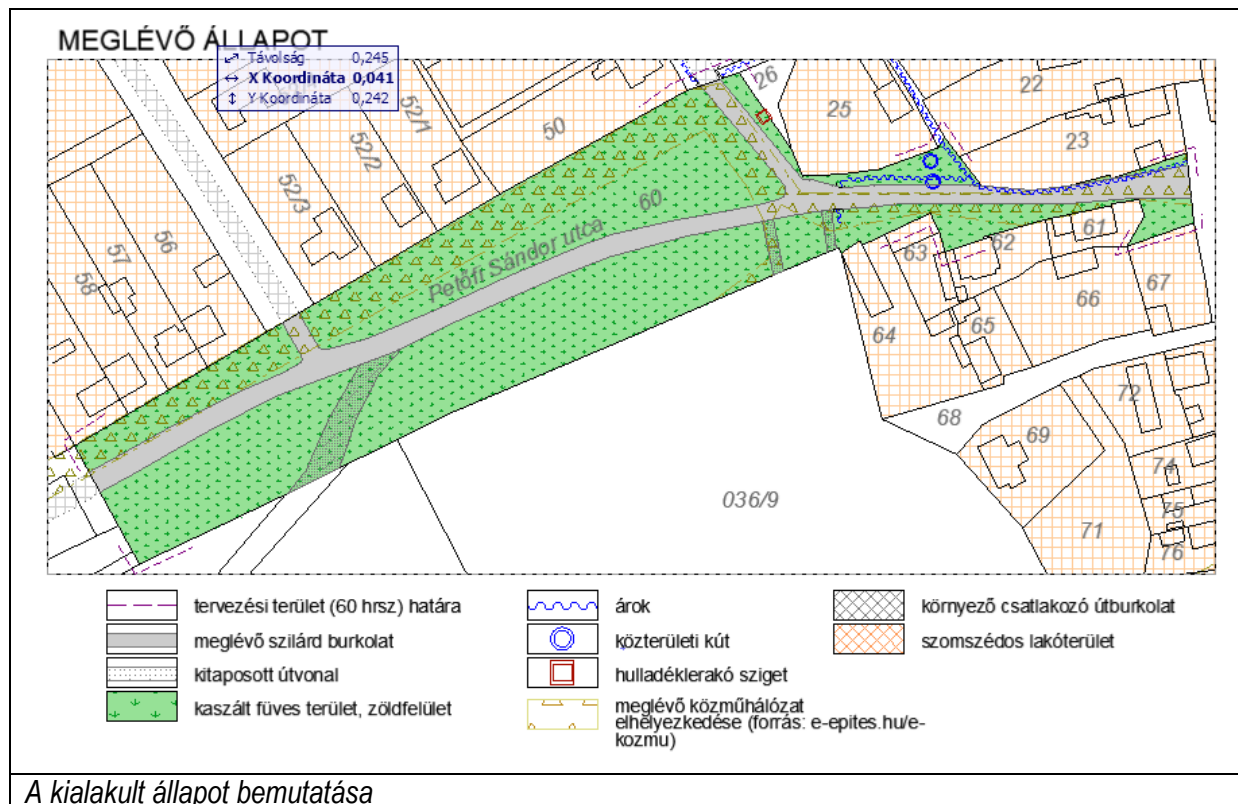 MEGLÉVŐ ÁLLAPOT
Távolság 0,245
X Koordináta 0,041
Y Koordináta 0,242
26
25
22
23
52/1
52/2
52/3
50
56
57
58
Petőfi Sándor utca
60
61
62
63
64
65
66
67
68
69
71
72
74
75
76
036/9
tervezési terület (60 hrsz) határa
meglévő szilárd burkolat
kitaposott útvonal
kaszált füves terület, zöldfelület
árok
közterületi kút
hulladéklerakó sziget
meglévő közműhálózat
elhelyezkedése (forrás: e-epites.hu/e-
kozmu)
környező csatlakozó útburkolat
szomszédos lakóterület
A kialakult állapot bemutatása